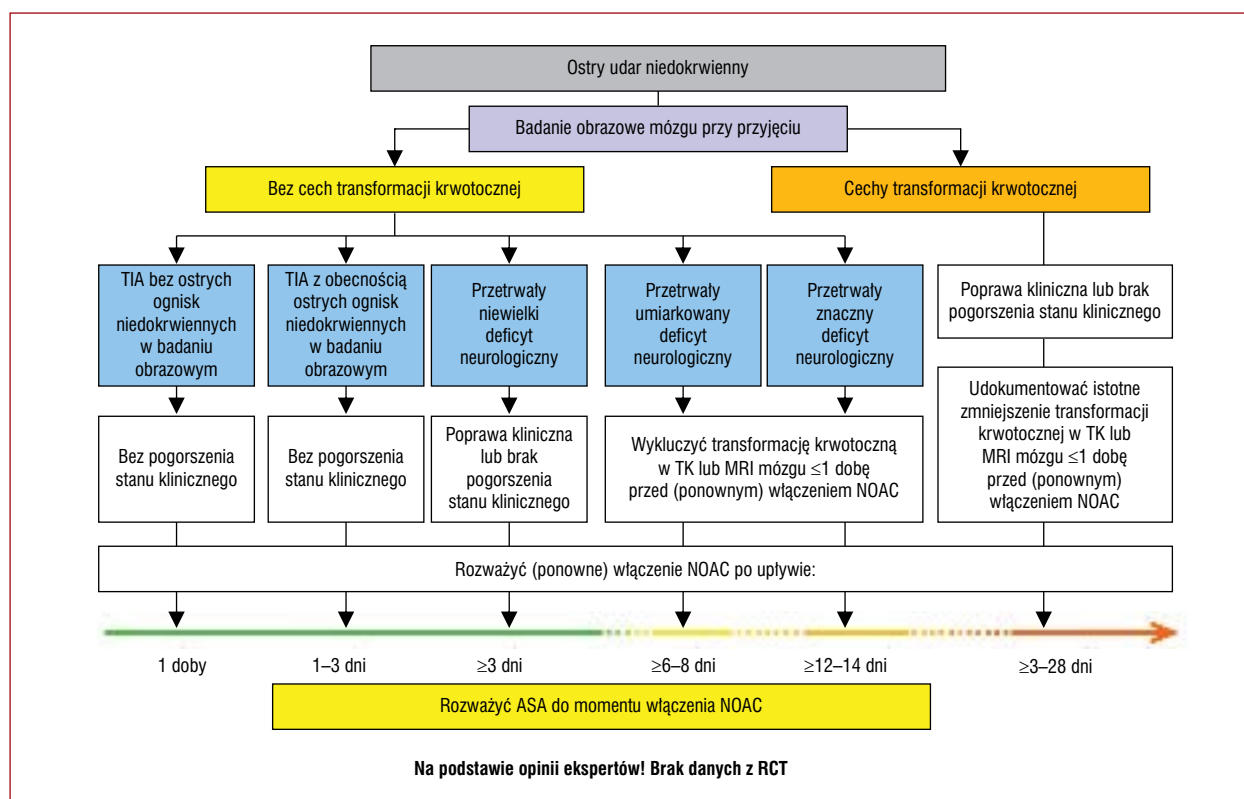 Ostry udar niedokrwienny
Badanie obrazowe mózgu przy przyjęciu
Bez cech transformacji krwotocznej
Cechy transformacji krwotocznej
TIA bez ostrych
ognisk
niedokrwiennych
w badaniu
obrazowym
TIA z obecnością
ostrych ognisk
niedokrwiennych
w badaniu
obrazowym
Przetrwały
niewielki
deficyt
neurologiczny
Przetrwały
umiarkowany
deficyt
neurologiczny
Przetrwały
znaczny
deficyt
neurologiczny
Poprawa kliniczna lub brak
pogorszenia stanu klinicznego
Bez pogorszenia
stanu klinicznego
Bez pogorszenia
stanu klinicznego
Poprawa kliniczna
lub brak
pogorszenia
stanu klinicznego
Wykluczyć transformację krwotoczną
w TK lub MRI mózgu ≤1 dobę
przed (ponownym) włączeniem NOAC
Udokumentować istotne
zmniejszenie transformacji
krwotocznej w TK lub
MRI mózgu ≤1 dobę
przed (ponownym)
włączeniem NOAC
Rozważyć (ponowne) włączenie NOAC po upływie:
1 doby
1–3 dni
≥3 dni
≥6–8 dni
≥12–14 dni
≥3–28 dni
Rozważyć ASA do momentu włączenia NOAC
Na podstawie opinii ekspertów! Brak danych z RCT